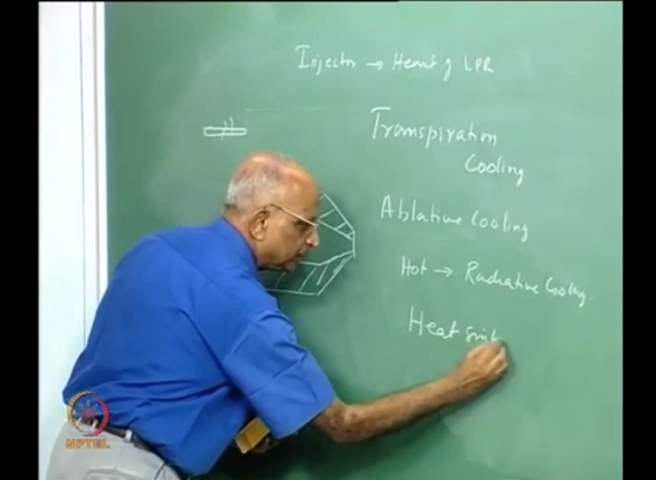 Injector → Heart of LPR
Transpiration
Cooling
Ablative Cooling
Hot → Radiative Cooling.
Heat Sink
NPTEL